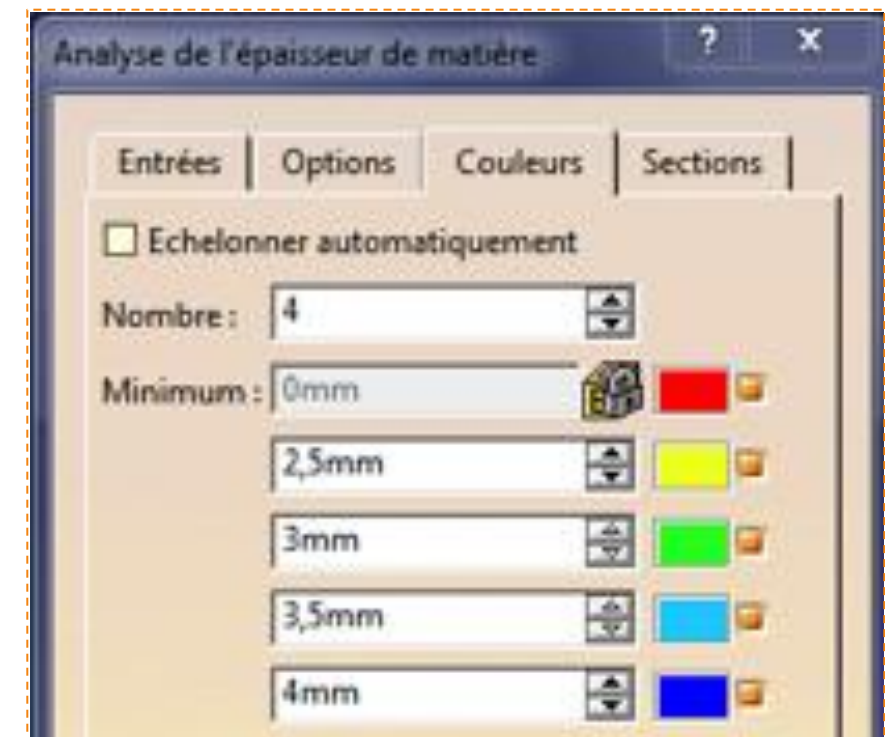 Analyse de l'épaisseur de matière ? x
Entrées Options Couleurs Sections
Echelonner automatiquement
Nombre : 4
Minimum : 0mm
2,5mm
3mm
3,5mm
4mm